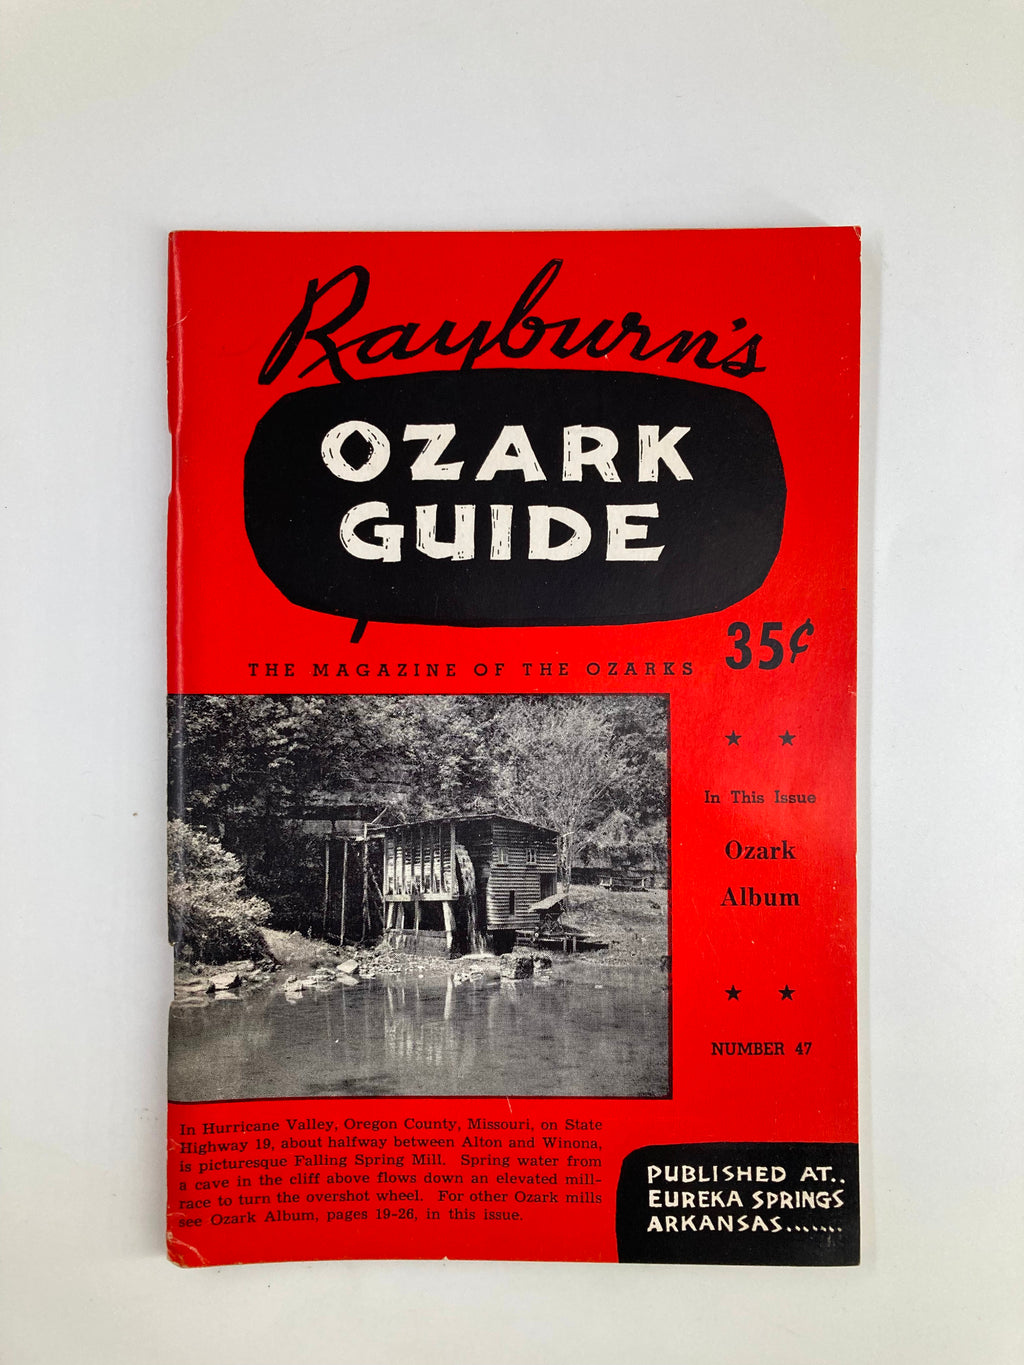 Rayburn's
OZARK
GUIDE
35¢
THE MAGAZINE OF THE OZARKS
In This Issue
Ozark
Album
NUMBER 47
In Hurricane Valley, Oregon County, Missouri, on State
Highway 19, about halfway between Alton and Winona,
is picturesque Falling Spring Mill. Spring water from
a cave in the cliff above flows down an elevated mill-
race to turn the overshot wheel. For other Ozark mills
see Ozark Album, pages 19-26, in this issue.
PUBLISHED AT..
EUREKA SPRINGS
ARKANSAS.......